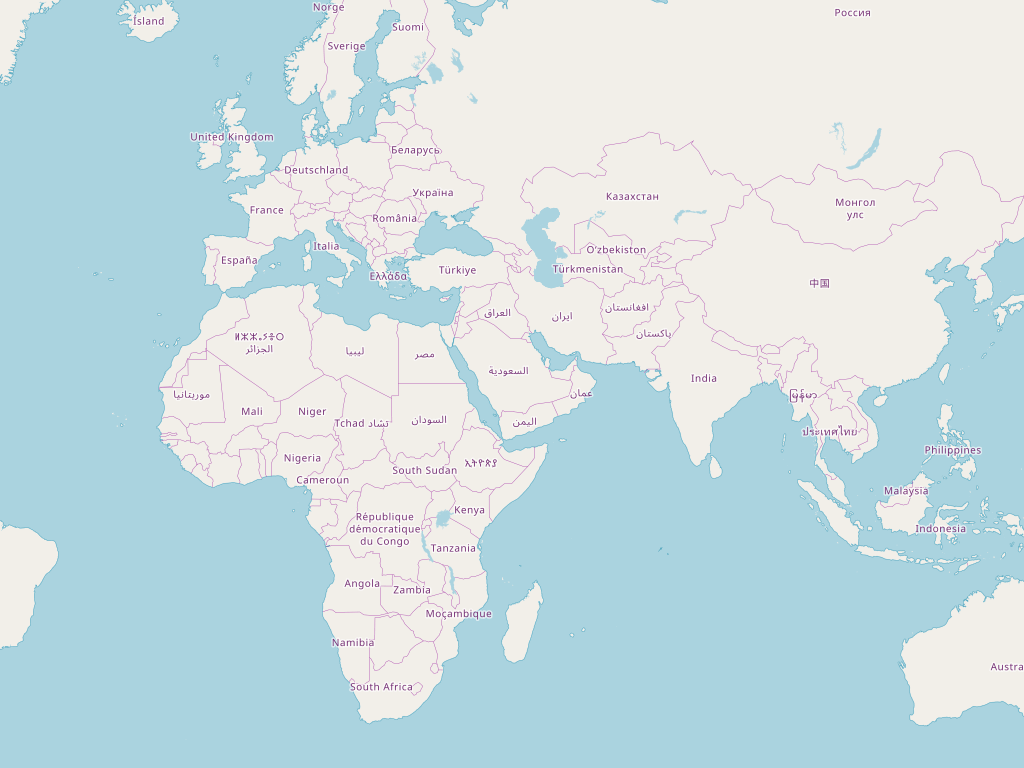 Norge
Россия
Ísland
Suomi
Sverige
United Kingdom
Беларусь
Deutschland
Україна
Казахстан
Монгол
улс
France
România
Italia
O'zbekiston
España
Türkiye
Türkmenistan
Ελλάδα
中国
افغانستان
العراق
ایران
پاکستان
ⵍⵣⵣⴰⵢⴻⵔ
الجزائر
ليبيا
مصر
السعودية
India
موريتانيا
عمان
Mali
Niger
Tchad تشاد
السودان
اليمن
ประเทศไทย
Nigeria
South Sudan
ኢትዮጵያ
Philippines
Cameroun
Malaysia
Kenya
République
démocratique
du Congo
Indonesia
Tanzania
Angola
Zambia
Moçambique
Namibia
Austra
South Africa